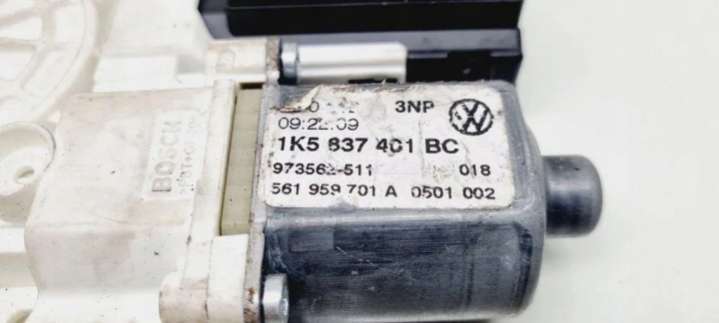 3NP
09:22:09
1K5 837 401 BC
973562-511 018
561 959 701 A 0501 002
BOSCH